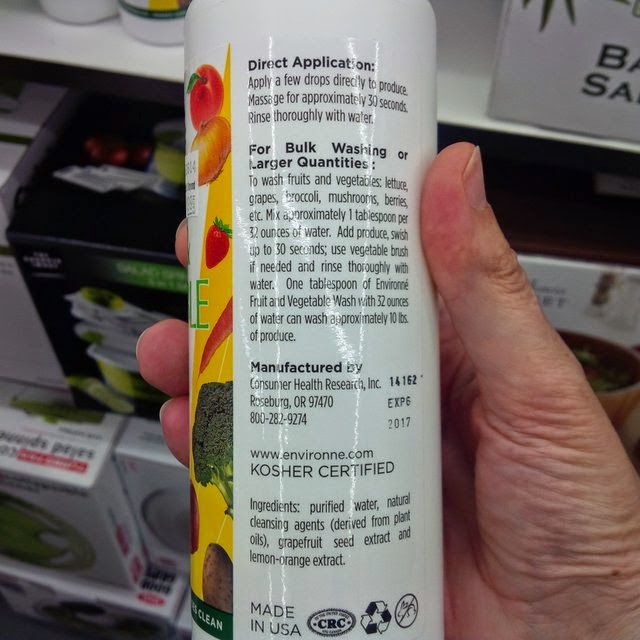 Direct Application:
Apply a few drops directly to produce.
Massage for approximately 30 seconds.
Rinse thoroughly with water.
For Bulk Washing or
Larger Quantities:
To wash fruits and vegetables: lettuce,
grapes, broccoli, mushrooms, berries,
etc. Mix approximately 1 tablespoon per
32 ounces of water. Add produce, swish
up to 30 seconds; use vegetable brush
if needed and rinse thoroughly with
water. One tablespoon of Environné
Fruit and Vegetable Wash with 32 ounces
of water can wash approximately 10 lbs.
of produce.
Manufactured by
Consumer Health Research, Inc.
Roseburg, OR 97470
800-282-9274
14162
EXP6
2017
www.environne.com
KOSHER CERTIFIED
Ingredients: purified water, natural
cleansing agents (derived from plant
oils), grapefruit seed extract and
lemon-orange extract.
MADE
IN USA
CRC
LE
CLEAN
BA
SA
salad spinner